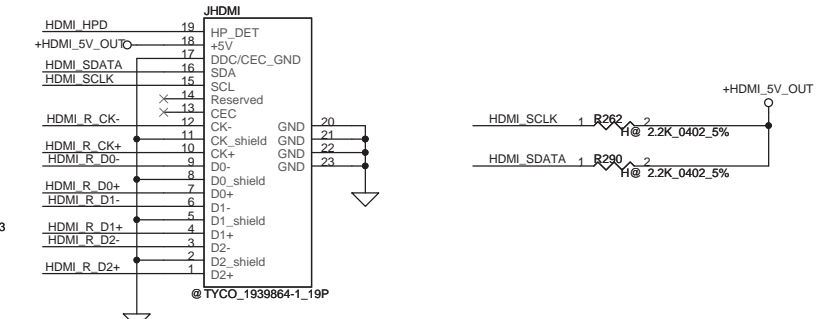 JHDMI
HDMI_HPD 19 HP_DET
+HDMI_5V_OUT 18 +5V
17 DDC/CEC_GND
HDMI_SDATA 16 SDA
HDMI_SCLK 15 SCL
14 Reserved
13 CEC
HDMI_R_CK- 12 CK- GND 20
11 CK_shield GND 21
HDMI_R_CK+ 10 CK+ GND 22
HDMI_R_D0- 9 D0- GND 23
8 D0_shield
HDMI_R_D0+ 7 D0+
HDMI_R_D1- 6 D1-
5 D1_shield
3
HDMI_R_D1+ 4 D1+
HDMI_R_D2- 3 D2-
2 D2_shield
HDMI_R_D2+ 1 D2+
@ TYCO_1939864-1_19P
+HDMI_5V_OUT
HDMI_SCLK 1 R262 2
H@ 2.2K_0402_5%
HDMI_SDATA 1 R290 2
H@ 2.2K_0402_5%